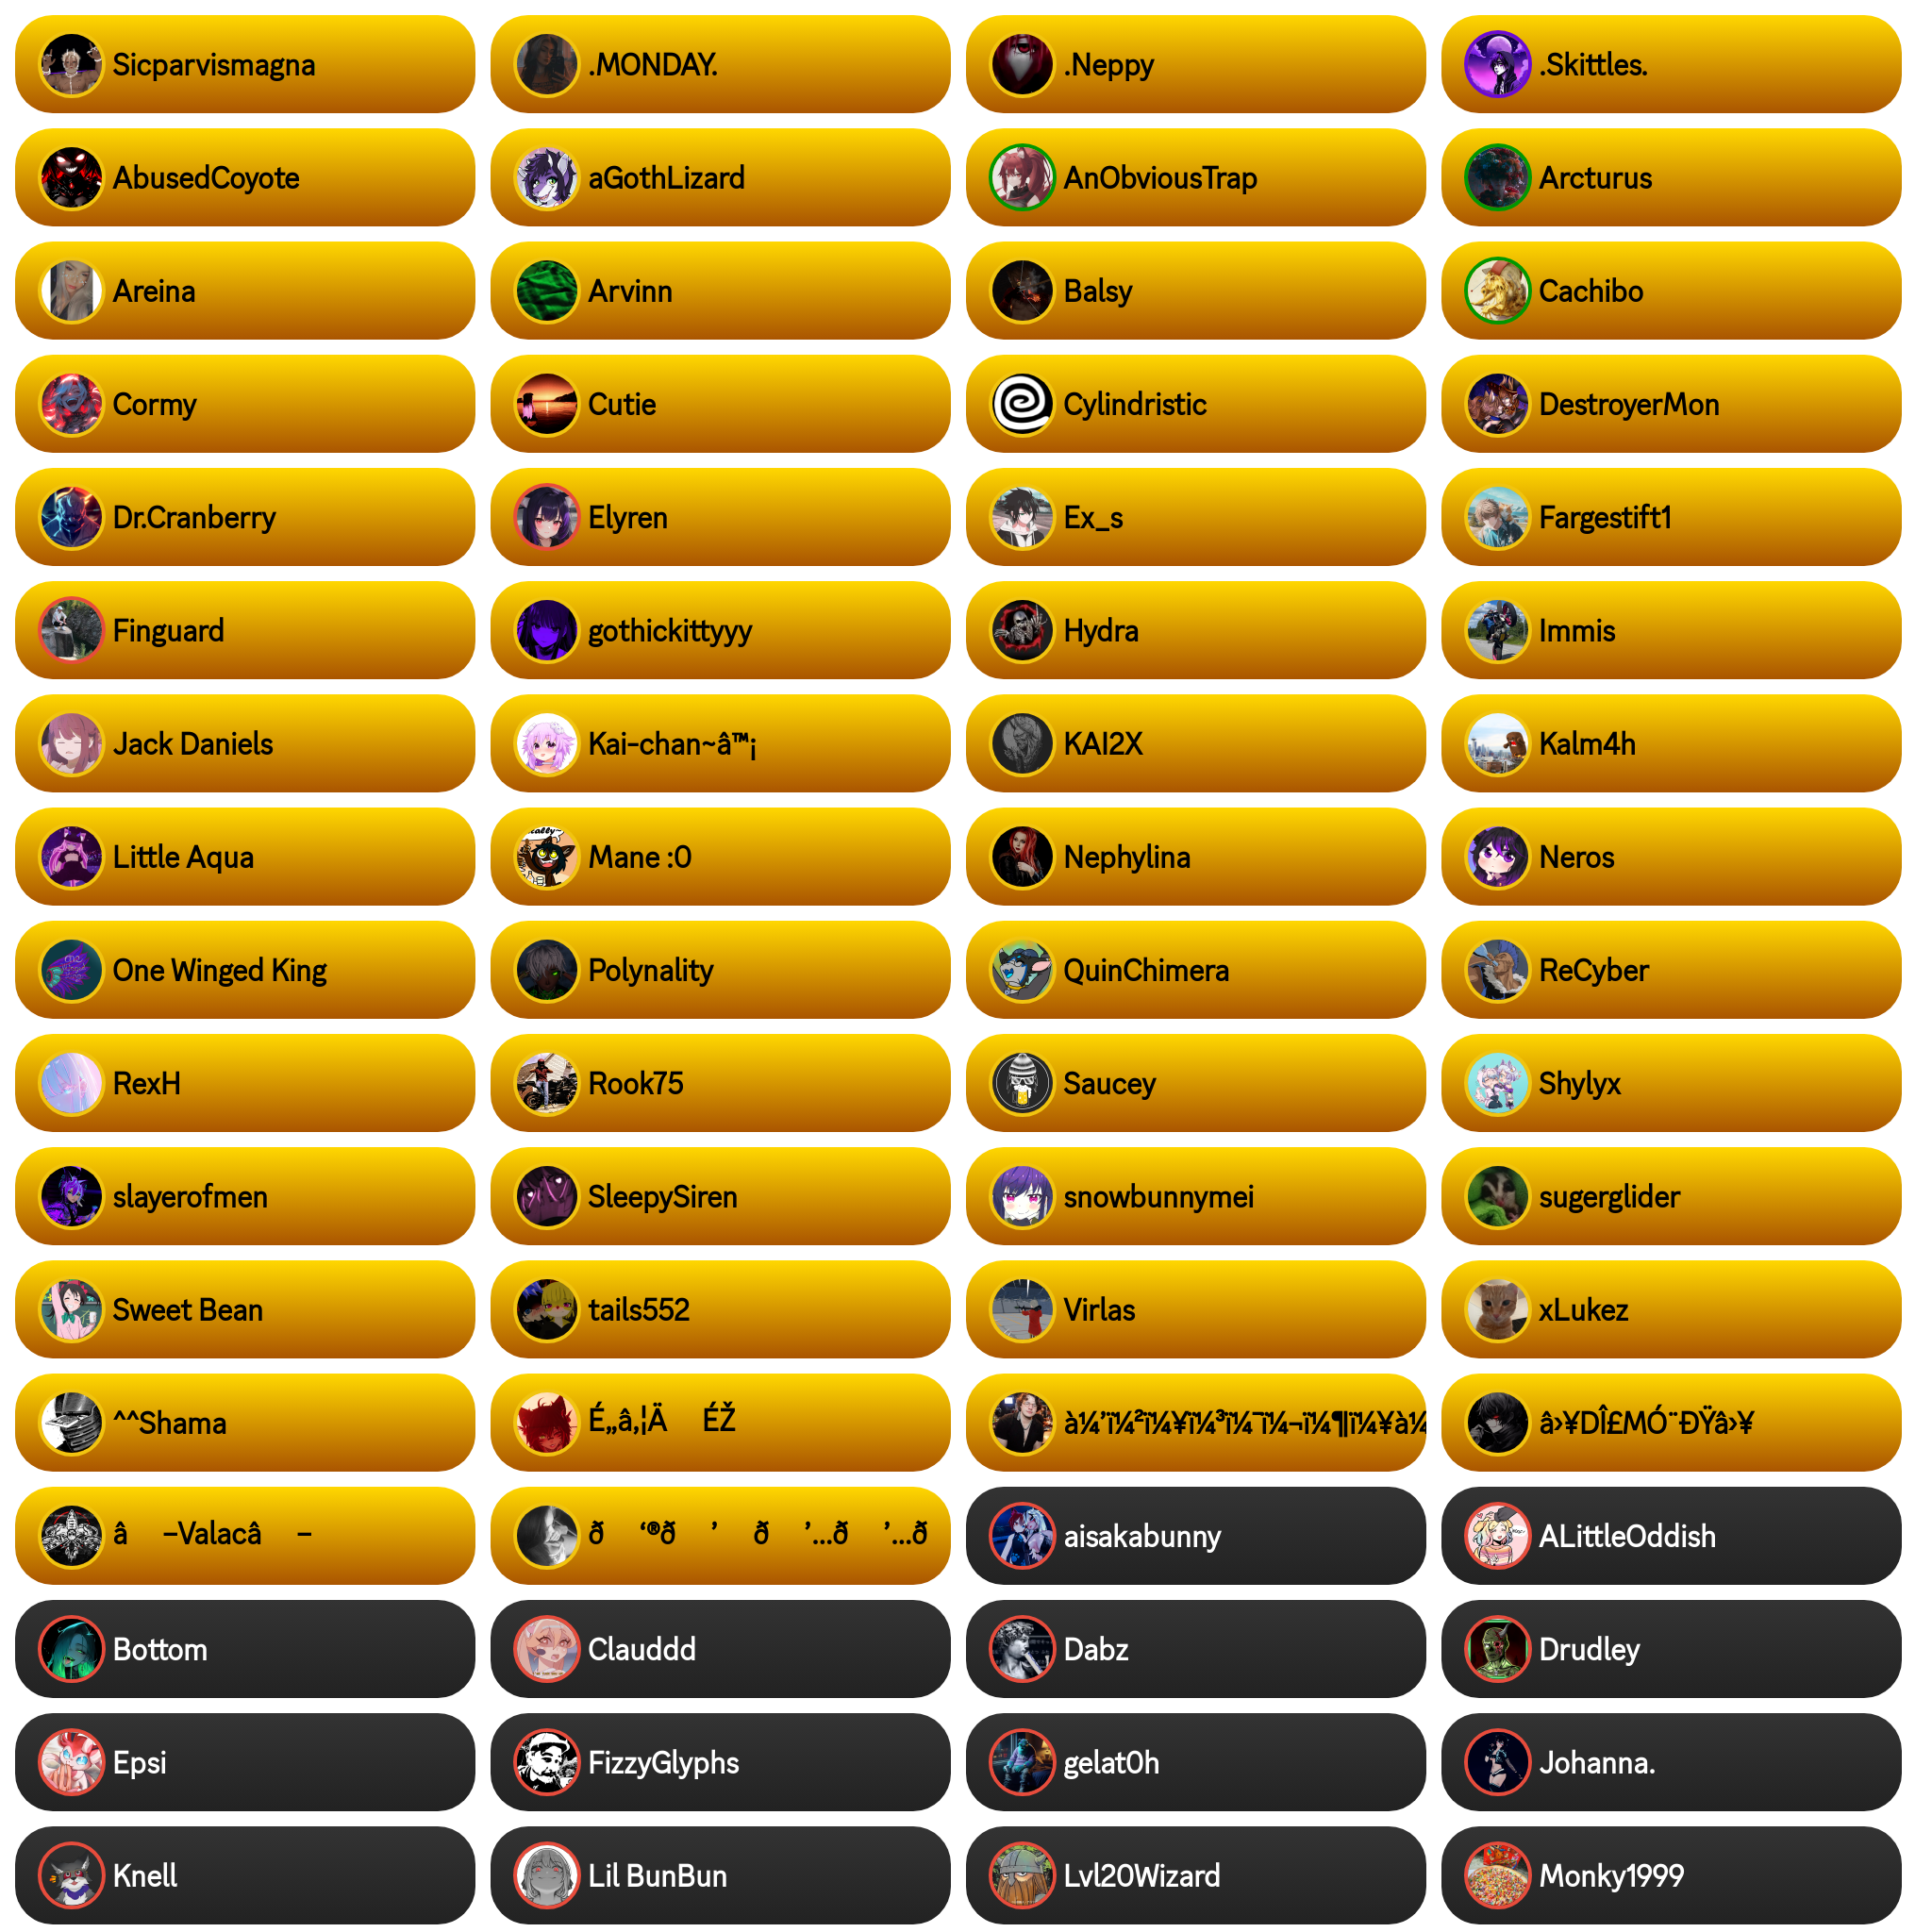 Sicparvismagna
.MONDAY.
.Neppy
.Skittles.
AbusedCoyote
aGothLizard
AnObviousTrap
Arcturus
Areina
Arvinn
Balsy
Cachibo
Cormy
Cutie
Cylindristic
DestroyerMon
Dr.Cranberry
Elyren
Ex_s
Fargestift1
Finguard
gothickittyyy
Hydra
Immis
Jack Daniels
Kai-chan~â™¡
KAI2X
Kalm4h
Little Aqua
Mane :0
Nephylina
Neros
One Winged King
Polynality
QuinChimera
ReCyber
RexH
Rook75
Saucey
Shylyx
slayerofmen
SleepySiren
snowbunnymei
sugerglider
Sweet Bean
tails552
Virlas
xLukez
^^Shama
É„â‚¦Ä ÉŽ
à¼’ï¼²ï¼¥ï¼³ï¼¯ï¼¬ï¼¶ï¼¥à¼
â›¥DÎ£MÓ¨ÐŸâ›¥
â –Valacâ –
ð ‘®ð ’ ð ’…ð ’…ð
aisakabunny
ALittleOddish
Bottom
Clauddd
Dabz
Drudley
Epsi
FizzyGlyphs
gelat0h
Johanna.
Knell
Lil BunBun
Lvl20Wizard
Monky1999